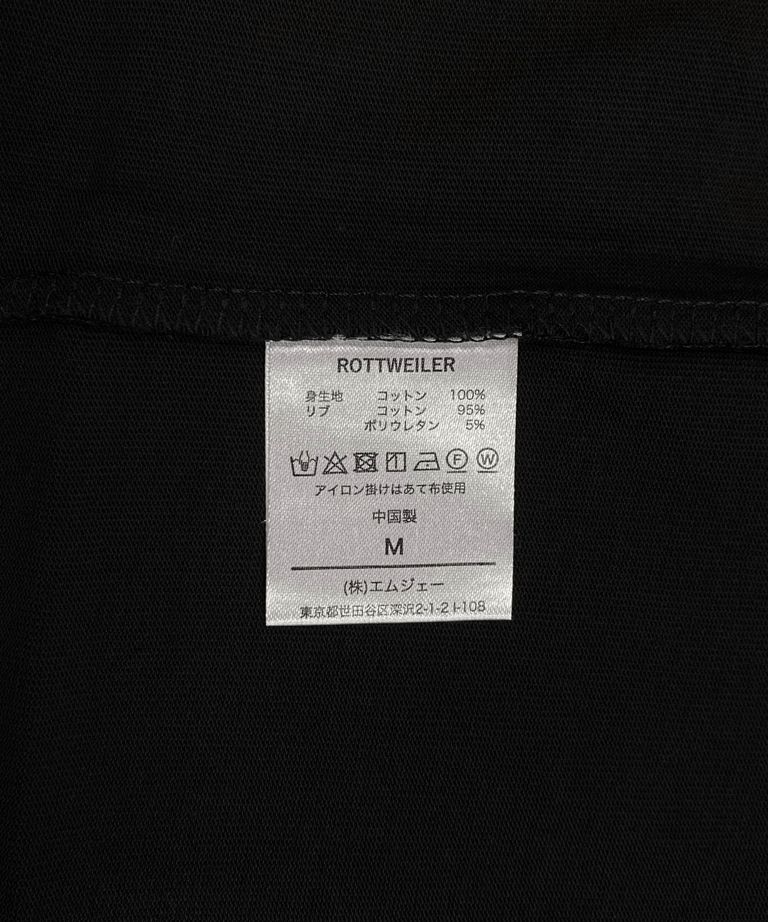 ROTTWEILER
身生地 コットン 100%
リブ コットン 95%
ポリウレタン 5%
F W
アイロン掛けはあて布使用
中国製
M
(株)エムジェー
東京都世田谷区深沢2-1-2 I-108